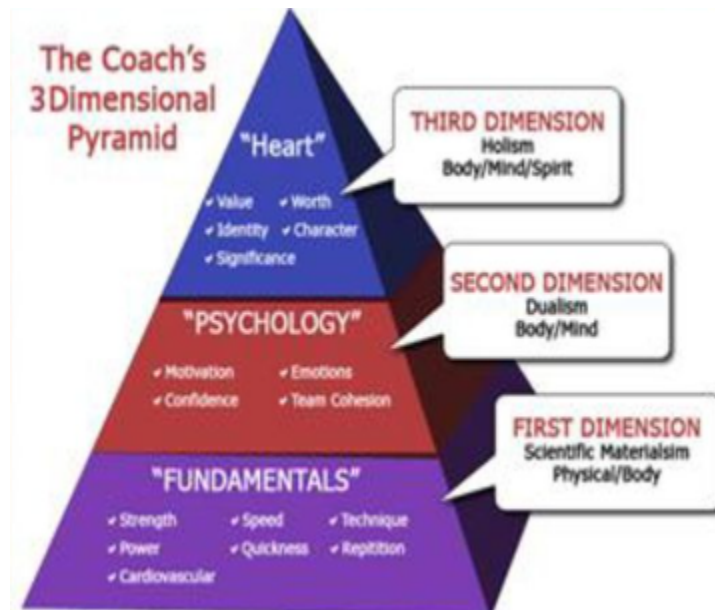 The Coach's
3Dimensional
Pyramid
"Heart"
Value Worth
Identity Character
Significance
THIRD DIMENSION
Holism
Body/Mind/Spirit
"PSYCHOLOGY"
Motivation Emotions
Confidence Team Cohesion
SECOND DIMENSION
Dualism
Body/Mind
"FUNDAMENTALS"
Strength Speed Technique
Power Quickness Repitition
Cardiovascular
FIRST DIMENSION
Scientific Materialsim
Physical/Body